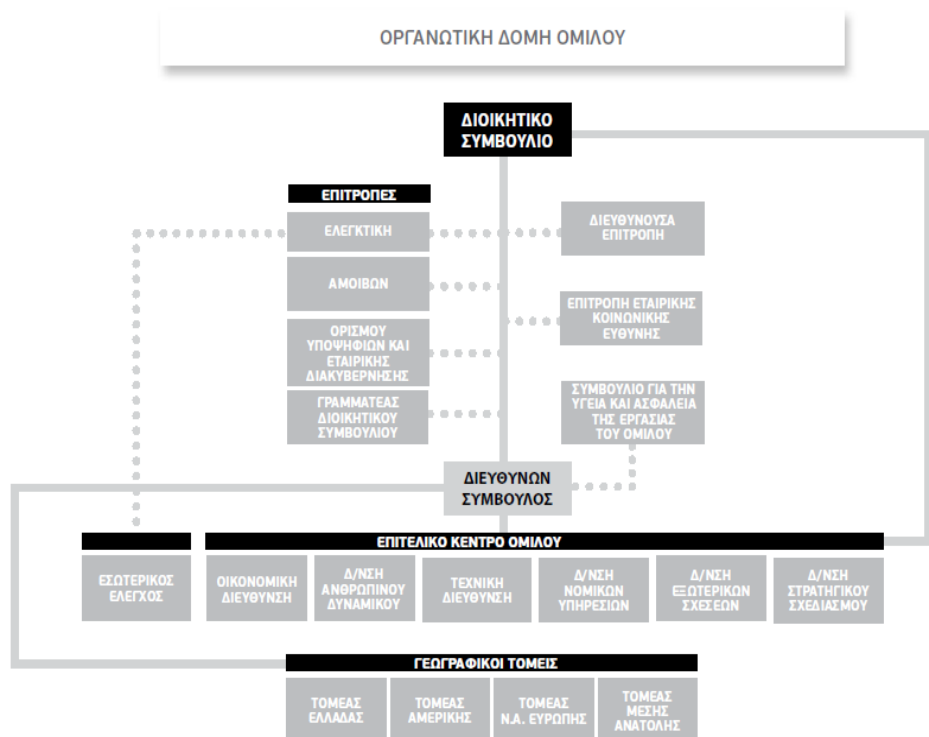 ΟΡΓΑΝΩΤΙΚΗ ΔΟΜΗ ΟΜΙΛΟΥ
ΔΙΟΙΚΗΤΙΚΟ
ΣΥΜΒΟΥΛΙΟ
ΕΠΙΤΡΟΠΕΣ
ΕΛΕΓΚΤΙΚΗ
ΑΜΟΙΒΩΝ
ΟΡΙΣΜΟΥ
ΥΠΟΨΗΦΙΩΝ ΚΑΙ
ΕΤΑΙΡΙΚΗΣ
ΔΙΑΚΥΒΕΡΝΗΣΗΣ
ΓΡΑΜΜΑΤΕΑΣ
ΔΙΟΙΚΗΤΙΚΟΥ
ΣΥΜΒΟΥΛΙΟΥ
ΔΙΕΥΘΥΝΟΥΣΑ
ΕΠΙΤΡΟΠΗ
ΕΠΙΤΡΟΠΗ ΕΤΑΙΡΙΚΗΣ
ΚΟΙΝΩΝΙΚΗΣ
ΕΥΘΥΝΗΣ
ΣΥΜΒΟΥΛΙΟ ΓΙΑ ΤΗΝ
ΥΓΕΙΑ ΚΑΙ ΑΣΦΑΛΕΙΑ
ΤΗΣ ΕΡΓΑΣΙΑΣ
ΤΟΥ ΟΜΙΛΟΥ
ΔΙΕΥΘΥΝΩΝ
ΣΥΜΒΟΥΛΟΣ
ΕΣΩΤΕΡΙΚΟΣ
ΕΛΕΓΧΟΣ
ΕΠΙΤΕΛΙΚΟ ΚΕΝΤΡΟ ΟΜΙΛΟΥ
ΟΙΚΟΝΟΜΙΚΗ
ΔΙΕΥΘΥΝΣΗ
Δ/ΝΣΗ
ΑΝΘΡΩΠΙΝΟΥ
ΔΥΝΑΜΙΚΟΥ
ΤΕΧΝΙΚΗ
ΔΙΕΥΘΥΝΣΗ
Δ/ΝΣΗ
ΝΟΜΙΚΩΝ
ΥΠΗΡΕΣΙΩΝ
Δ/ΝΣΗ
ΕΞΩΤΕΡΙΚΩΝ
ΣΧΕΣΕΩΝ
Δ/ΝΣΗ
ΣΤΡΑΤΗΓΙΚΟΥ
ΣΧΕΔΙΑΣΜΟΥ
ΓΕΩΓΡΑΦΙΚΟΙ ΤΟΜΕΙΣ
ΤΟΜΕΑΣ
ΕΛΛΑΔΑΣ
ΤΟΜΕΑΣ
ΑΜΕΡΙΚΗΣ
ΤΟΜΕΑΣ
Ν.Α. ΕΥΡΩΠΗΣ
ΤΟΜΕΑΣ
ΜΕΣΗΣ
ΑΝΑΤΟΛΗΣ